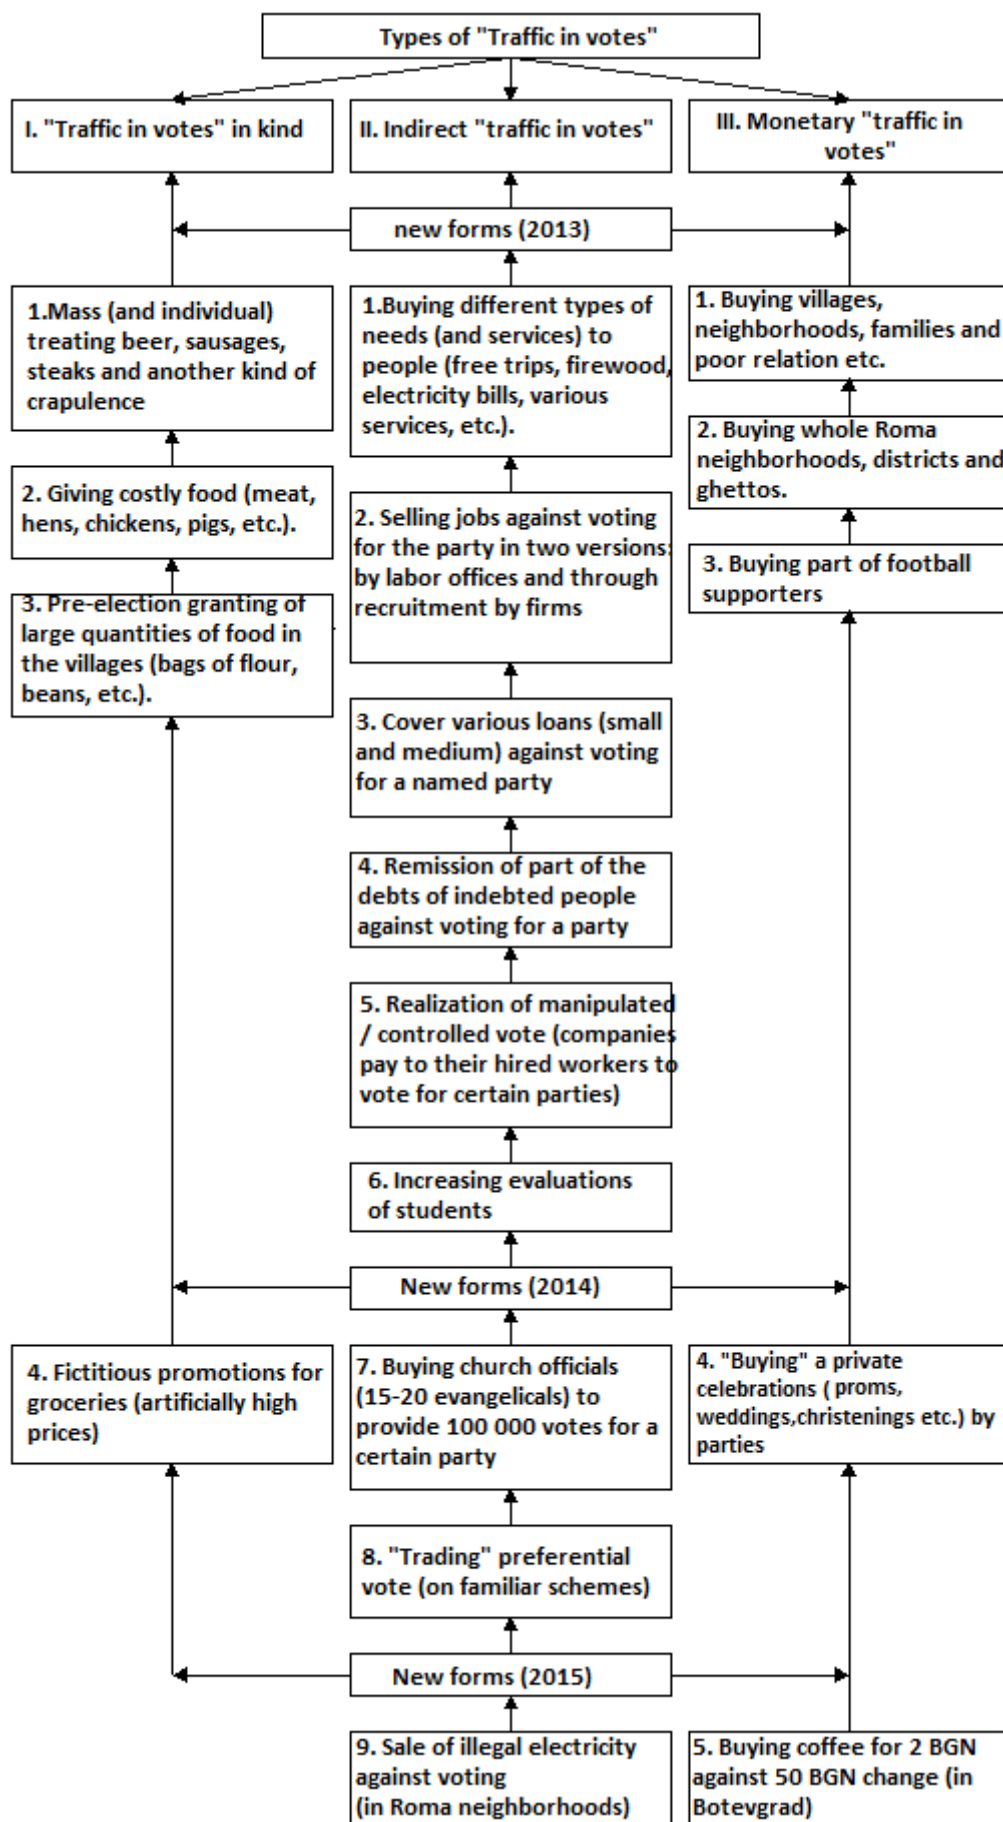 Types of "Traffic in votes"
I. "Traffic in votes" in kind
II. Indirect "traffic in votes"
III. Monetary "traffic in
votes"
new forms (2013)
1.Mass (and individual)
treating beer, sausages,
steaks and another kind of
crapulence
1.Buying different types of
needs (and services) to
people (free trips, firewood,
electricity bills, various
services, etc.).
1. Buying villages,
neighborhoods, families and
poor relation etc.
2. Giving costly food (meat,
hens, chickens, pigs, etc.).
2. Selling jobs against voting
for the party in two versions:
by labor offices and through
recruitment by firms
2. Buying whole Roma
neighborhoods, districts and
ghettos.
3. Pre-election granting of
large quantities of food in
the villages (bags of flour,
beans, etc.).
3. Buying part of football
supporters
3. Cover various loans (small
and medium) against voting
for a named party
4. Remission of part of the
debts of indebted people
against voting for a party
5. Realization of manipulated
/ controlled vote (companies
pay to their hired workers to
vote for certain parties)
6. Increasing evaluations
of students
New forms (2014)
4. Fictitious promotions for
groceries (artificially high
prices)
7. Buying church officials
(15-20 evangelicals) to
provide 100 000 votes for a
certain party
4. "Buying" a private
celebrations ( proms,
weddings,christenings etc.) by
parties
8. "Trading" preferential
vote (on familiar schemes)
New forms (2015)
9. Sale of illegal electricity
against voting
(in Roma neighborhoods)
5. Buying coffee for 2 BGN
against 50 BGN change (in
Botevgrad)